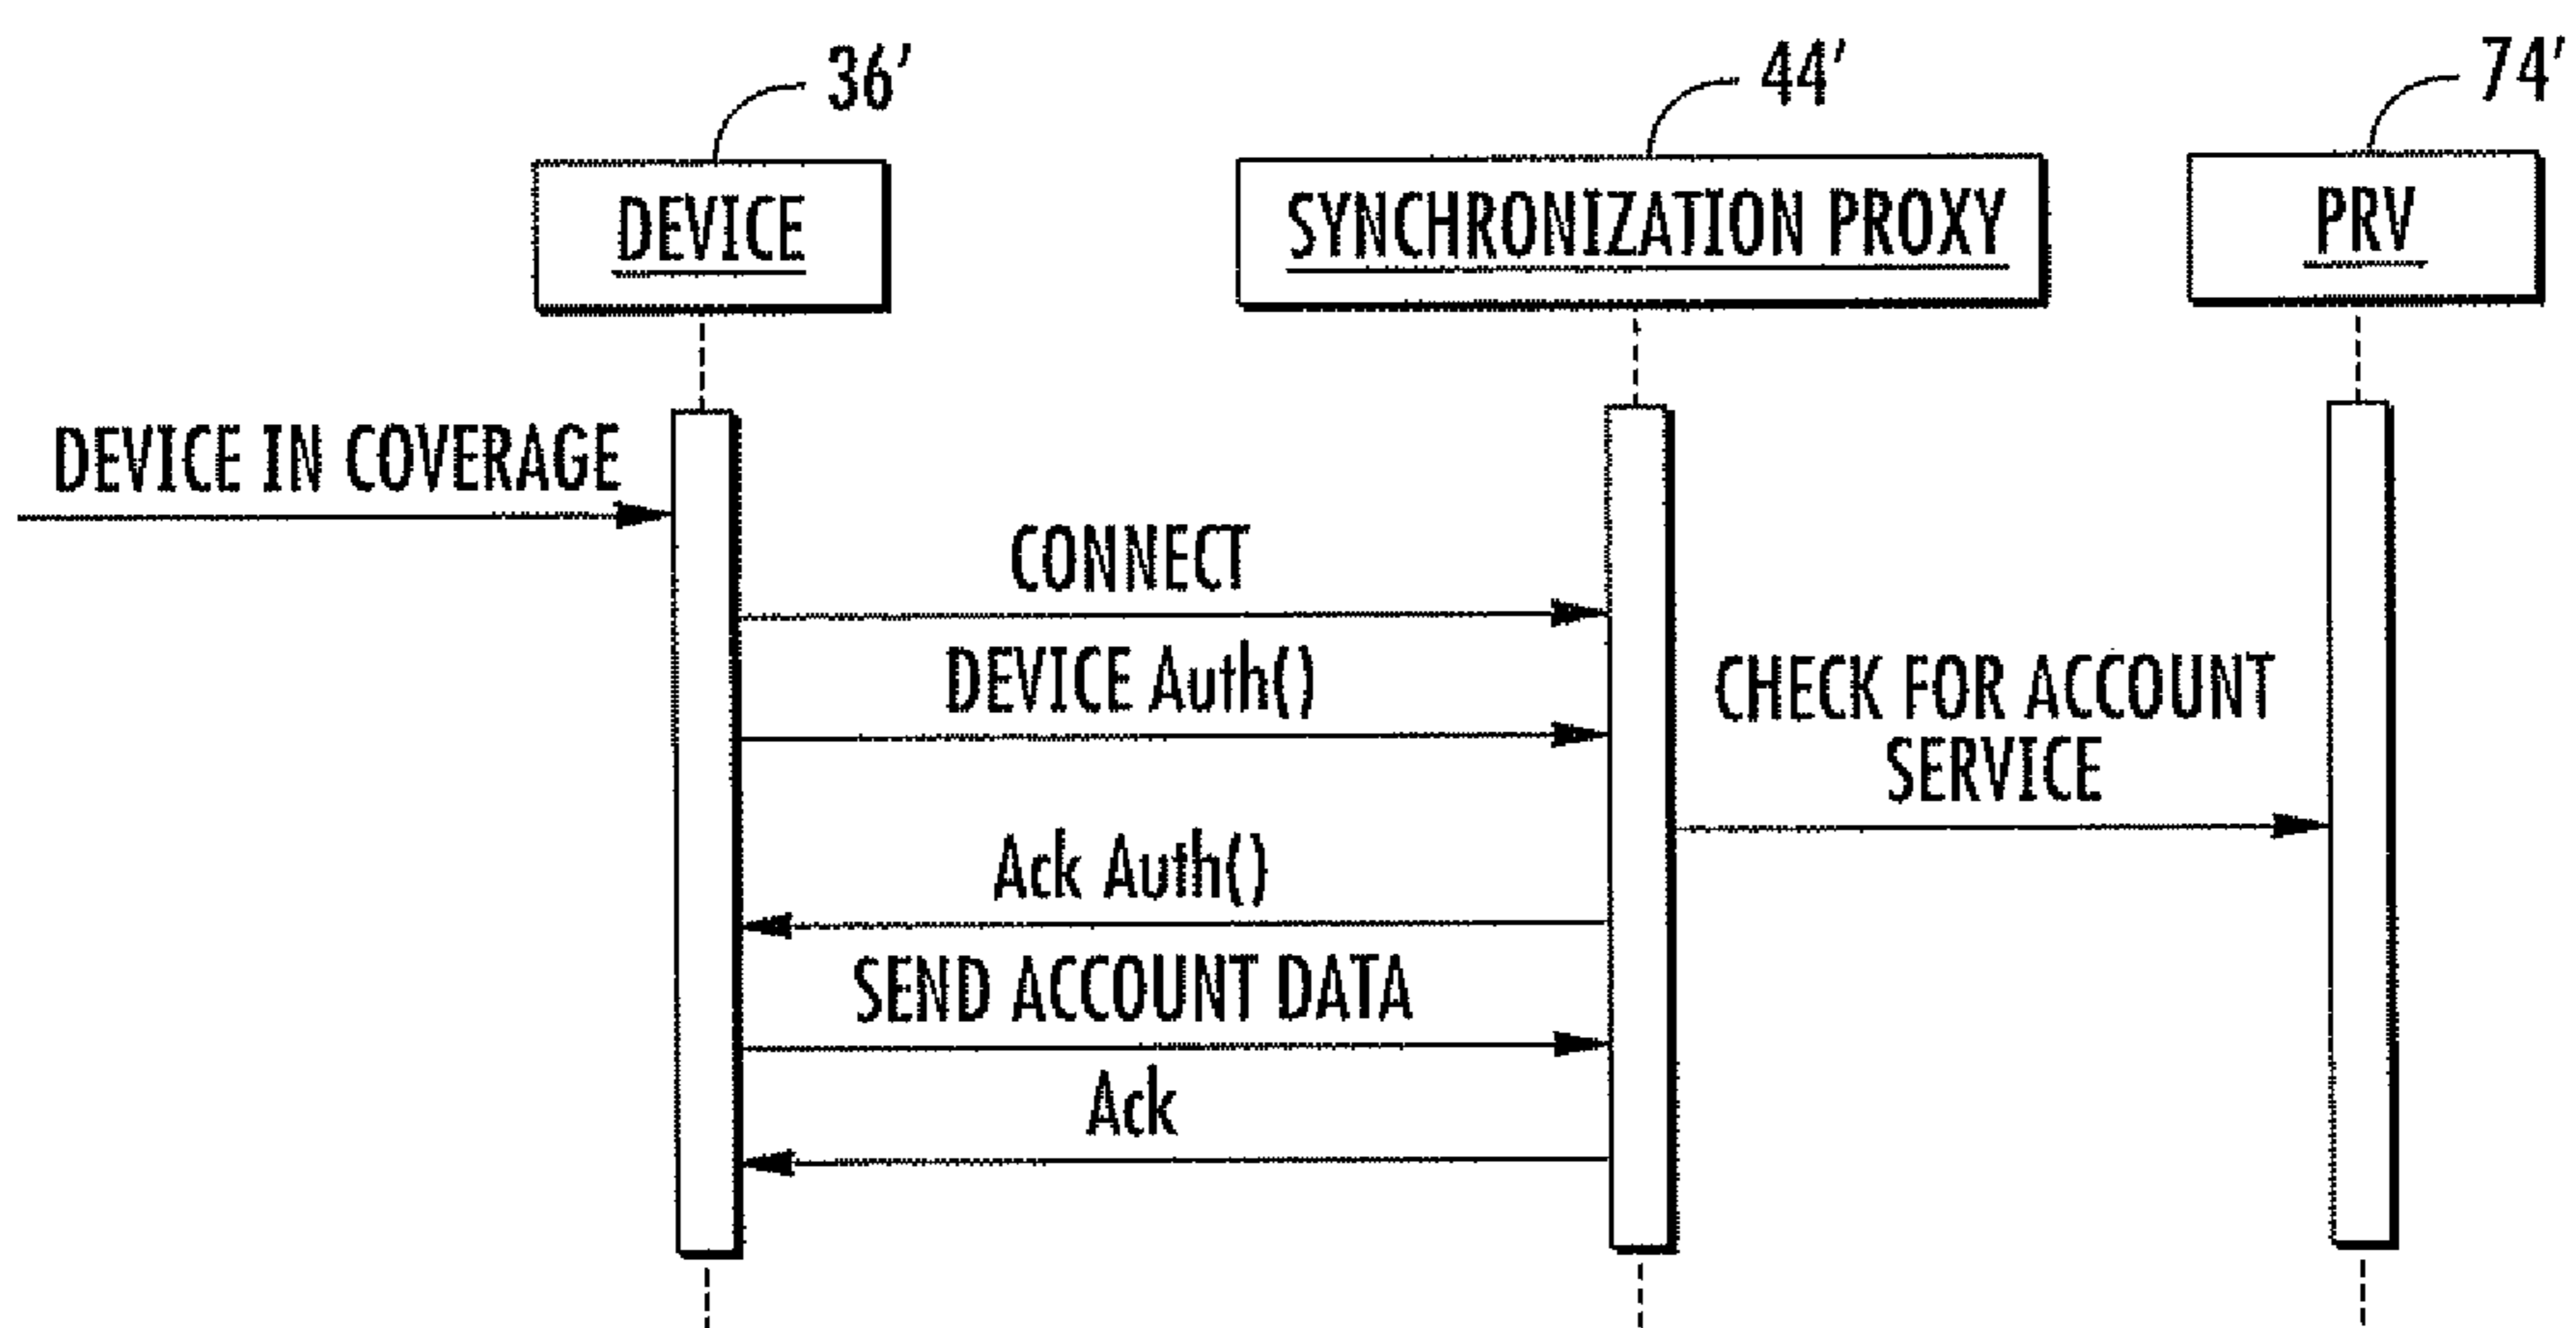 36'
44'
74'
DEVICE
SYNCHRONIZATION PROXY
PRV
DEVICE IN COVERAGE
CONNECT
DEVICE Auth()
CHECK FOR ACCOUNT
SERVICE
Ack Auth()
SEND ACCOUNT DATA
Ack